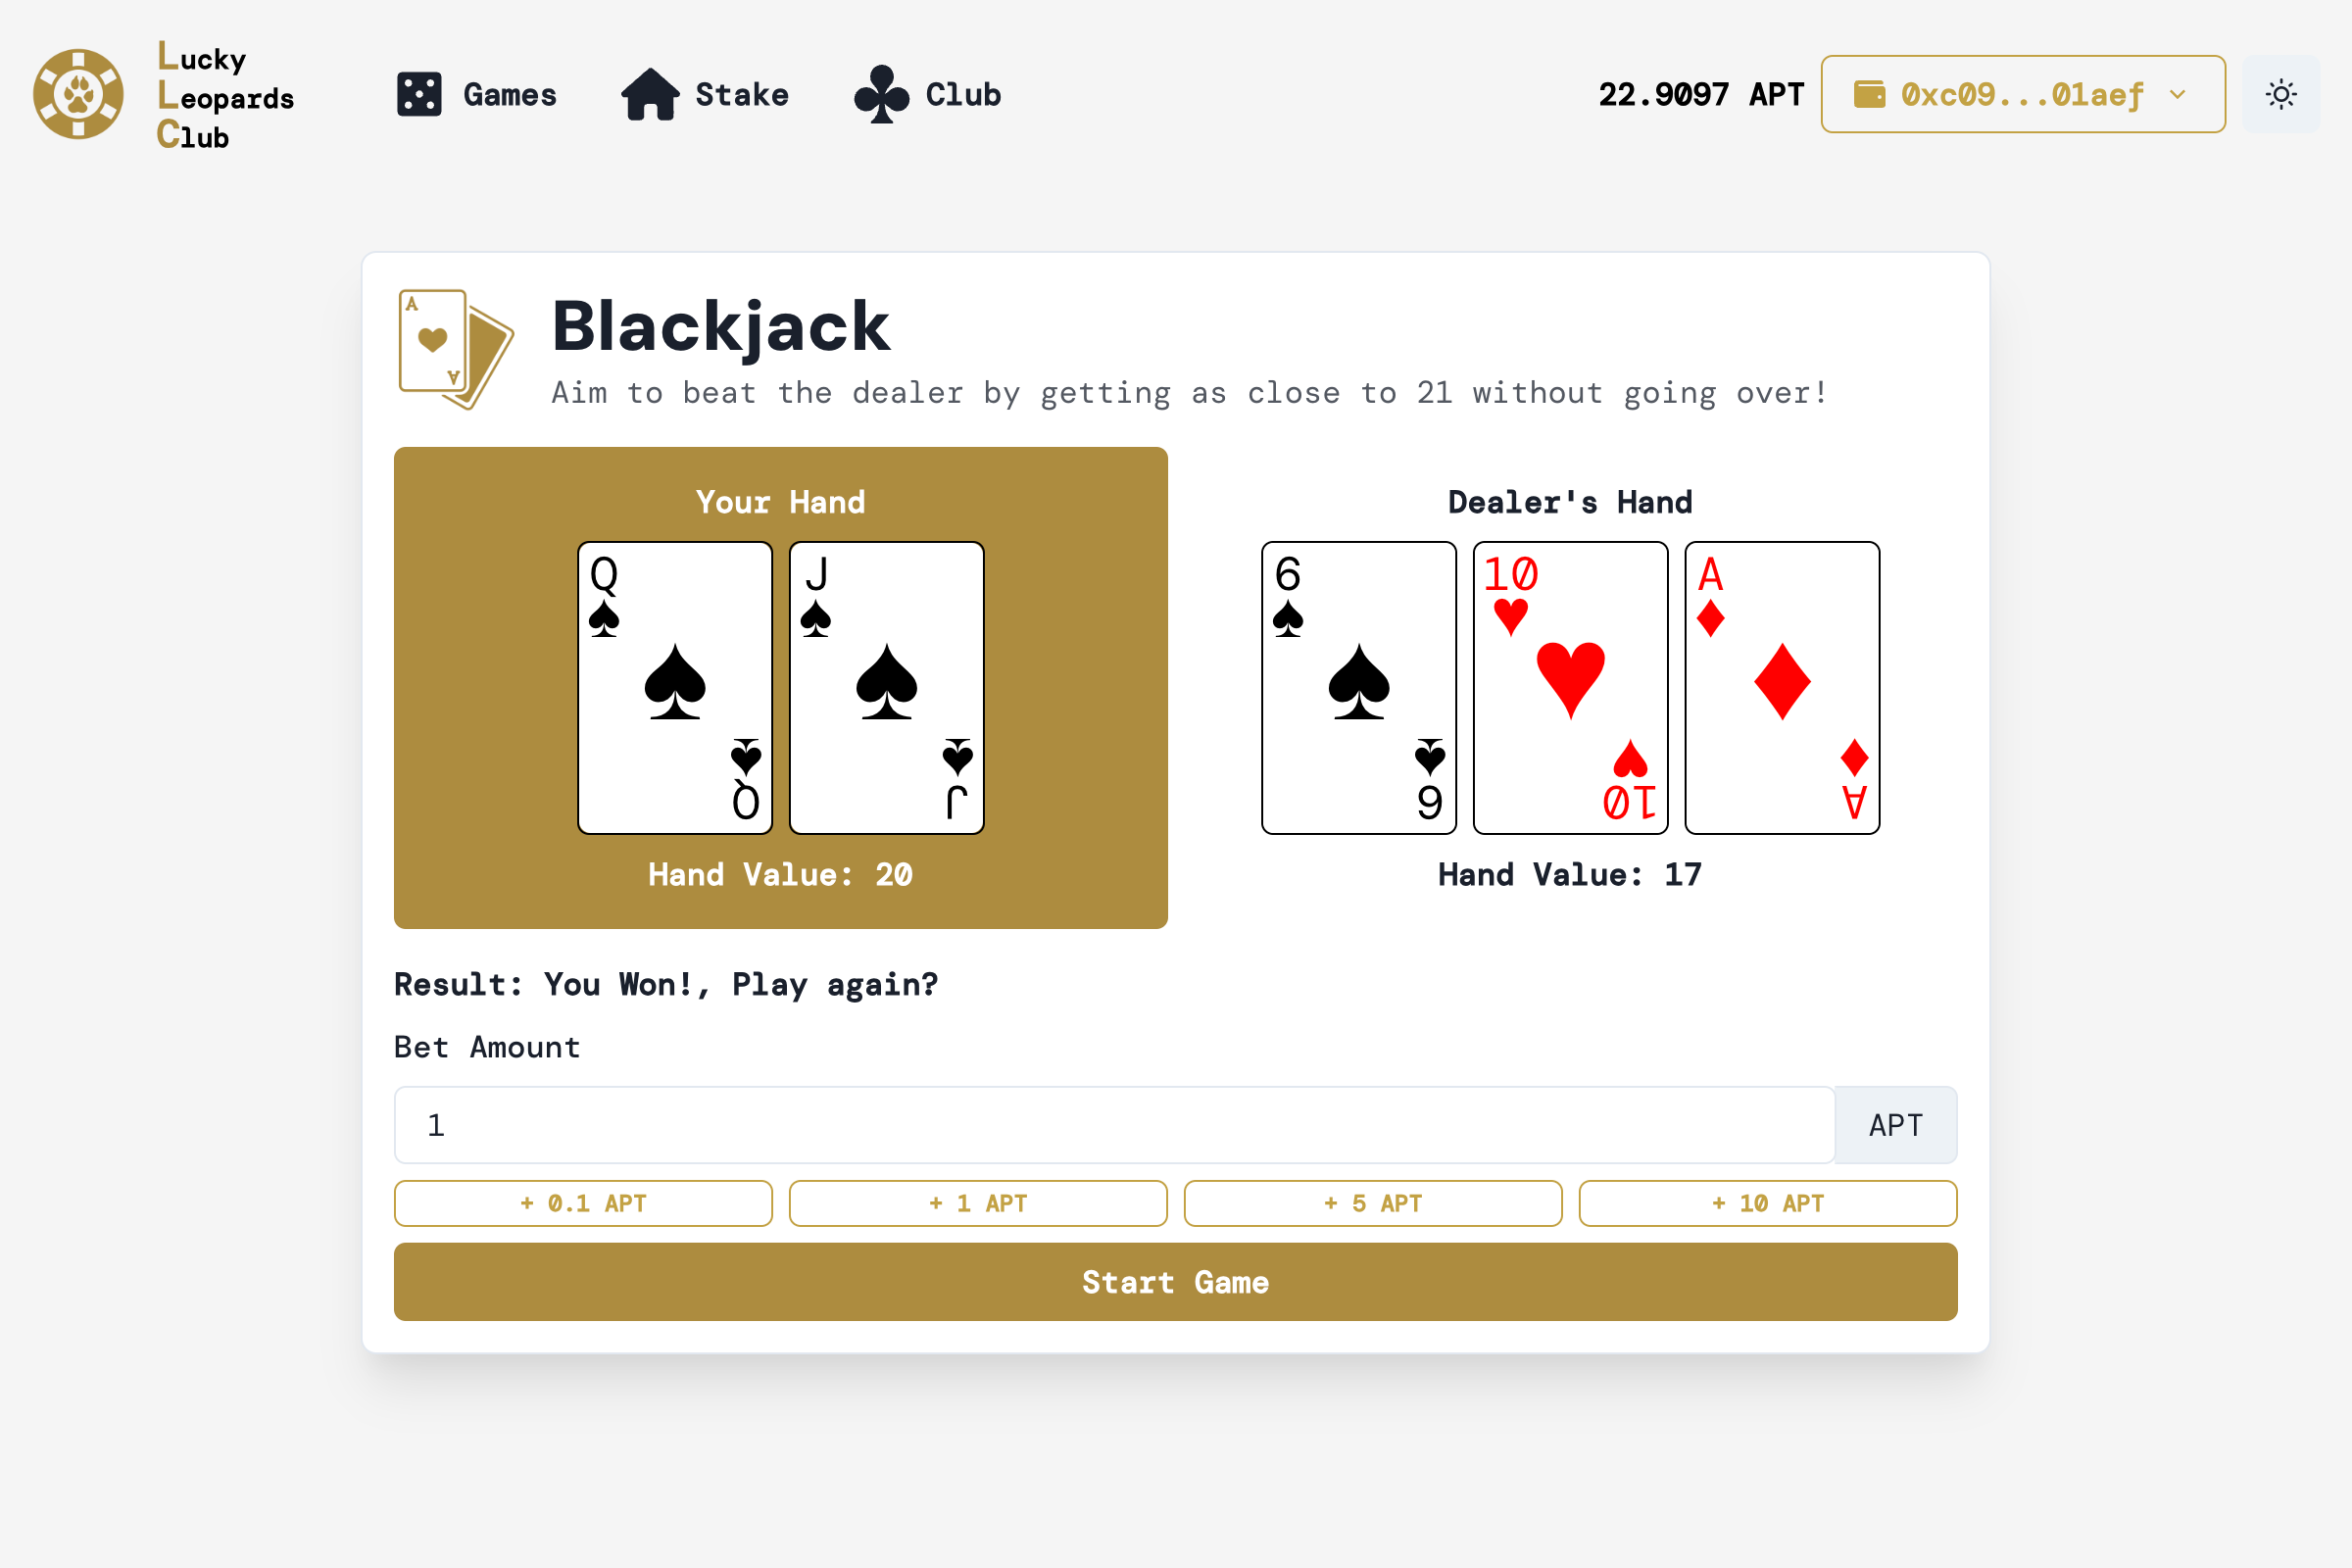 Lucky
Leopards
Club
Games
Stake
Club
22.9097 APT
0xc09...01aef
A
A
Blackjack
Aim to beat the dealer by getting as close to 21 without going over!
Your Hand
Q
♠
♠
♠
Q
J
♠
♠
♠
J
Hand Value: 20
Dealer's Hand
6
♠
♠
♠
6
10
♥
♥
♥
10
A
♦
♦
♦
A
Hand Value: 17
Result: You Won!, Play again?
Bet Amount
1
APT
+ 0.1 APT
+ 1 APT
+ 5 APT
+ 10 APT
Start Game